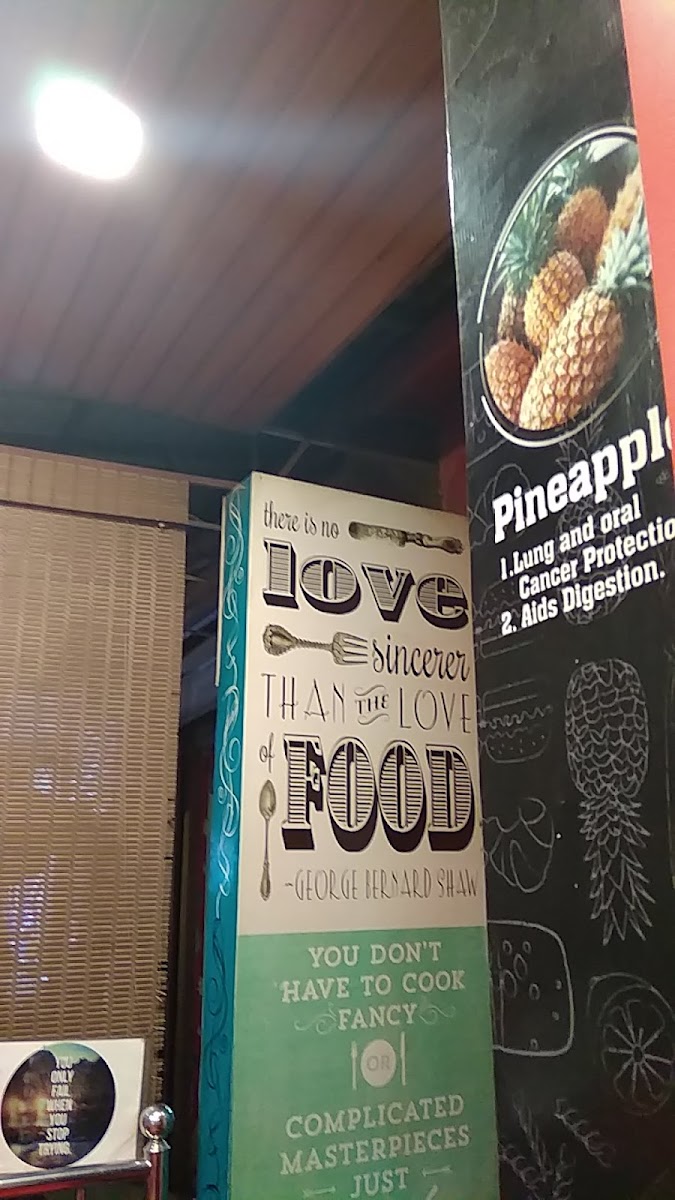 there is no
love
sincerer
THAN THE LOVE
of FOOD
~GEORGE BERNARD SHAW
YOU DON'T
HAVE TO COOK
FANCY
OR
COMPLICATED
MASTERPIECES
JUST
Pineapple
1.Lung and oral
Cancer Protectio
2. Aids Digestion.
YOU
ONLY
FAIL
WHEN
YOU
STOP
TRYING.